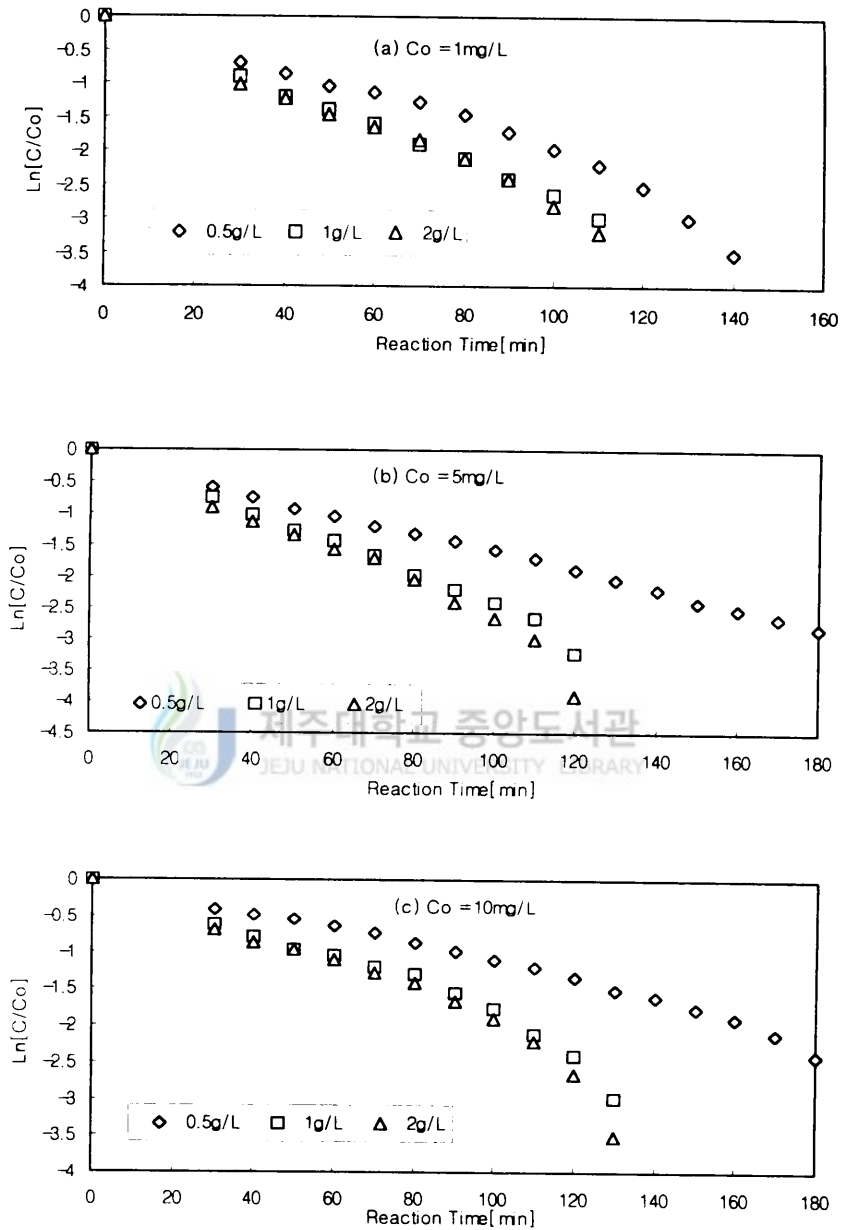 (a) Co = 1mg/L
Ln[C/Co]
0
-0.5
-1
-1.5
-2
-2.5
-3
-3.5
-4
0.5g/L 1g/L 2g/L
0 20 40 60 80 100 120 140 160
Reaction Time[min]
(b) Co = 5mg/L
Ln[C/Co]
0
-0.5
-1
-1.5
-2
-2.5
-3
-3.5
-4
-4.5
0.5g/L 1g/L 2g/L
제주대학교 중앙도서관
JEJU NATIONAL UNIVERSITY LIBRARY
JEJU
1952
0 20 40 60 80 100 120 140 160 180
Reaction Time[min]
(c) Co = 10mg/L
Ln[C/Co]
0
-0.5
-1
-1.5
-2
-2.5
-3
-3.5
-4
0.5g/L 1g/L 2g/L
0 20 40 60 80 100 120 140 160 180
Reaction Time[min]